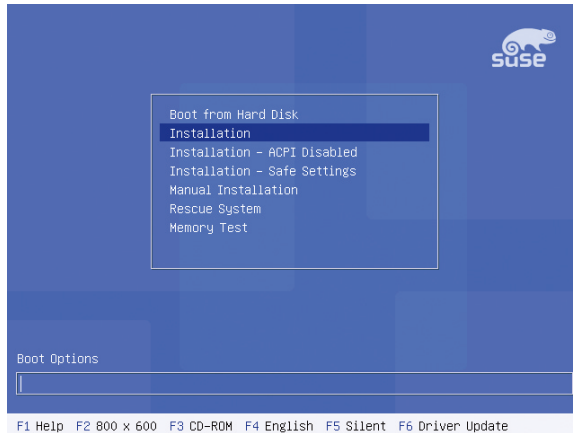 SUSE
Boot from Hard Disk
Installation
Installation – ACPI Disabled
Installation – Safe Settings
Manual Installation
Rescue System
Memory Test
Boot Options
F1 Help F2 800 x 600 F3 CD-ROM F4 English F5 Silent F6 Driver Update